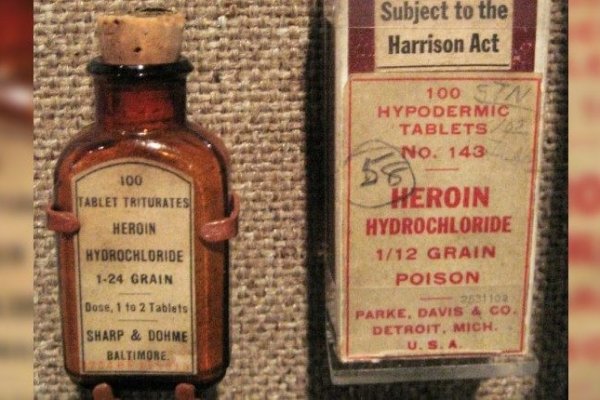 100
TABLET TRITURATES
HEROIN
HYDROCHLORIDE
1-24 GRAIN
Dose, 1 to 2 Tablets
SHARP & DOHME
BALTIMORE.
Subject to the
Harrison Act
100
HYPODERMIC
TABLETS
No. 143
58
HEROIN
HYDROCHLORIDE
1/12 GRAIN
POISON
PARKE, DAVIS & CO.
DETROIT, MICH.
U. S. A.